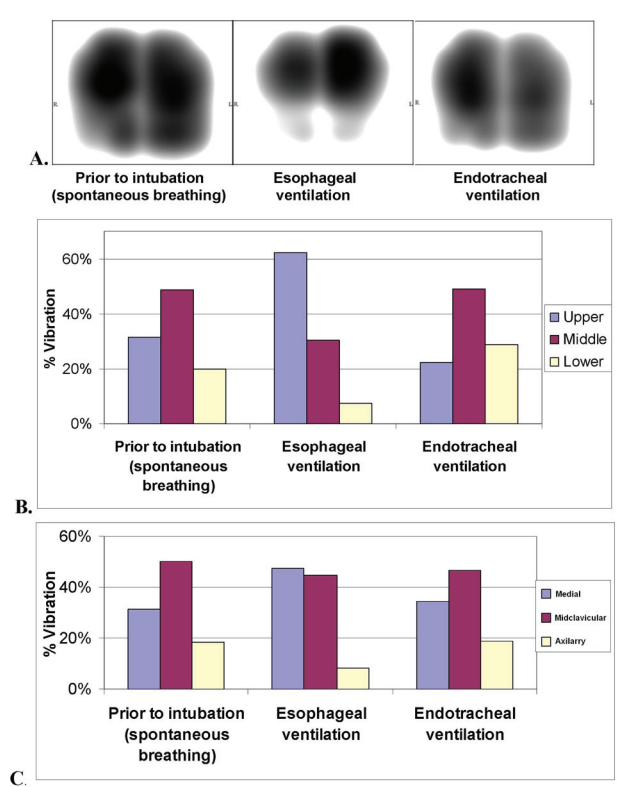 R
L
R
L
R
L
A.
Prior to intubation
(spontaneous breathing)
Esophageal
ventilation
Endotracheal
ventilation
60%
40%
20%
0%
% Vibration
Upper
Middle
Lower
Prior to intubation
(spontaneous
breathing)
Esophageal
ventilation
Endotracheal
ventilation
B.
60%
40%
20%
0%
% Vibration
Medial
Midclavicular
Axilarry
Prior to intubation
(spontaneous
breathing)
Esophageal
ventilation
Endotracheal
ventilation
C.